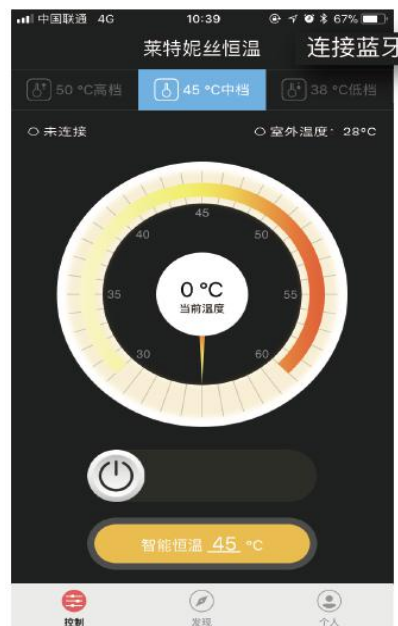 中国联通 4G 10:39 67%
莱特妮丝恒温 连接蓝牙
50 °C高档 45 °C中档 38 °C低档
未连接 室外温度: 28°C
45
40 50
35 55
0 °C
当前温度
30 60
智能恒温 45 °C
控制 发现 个人